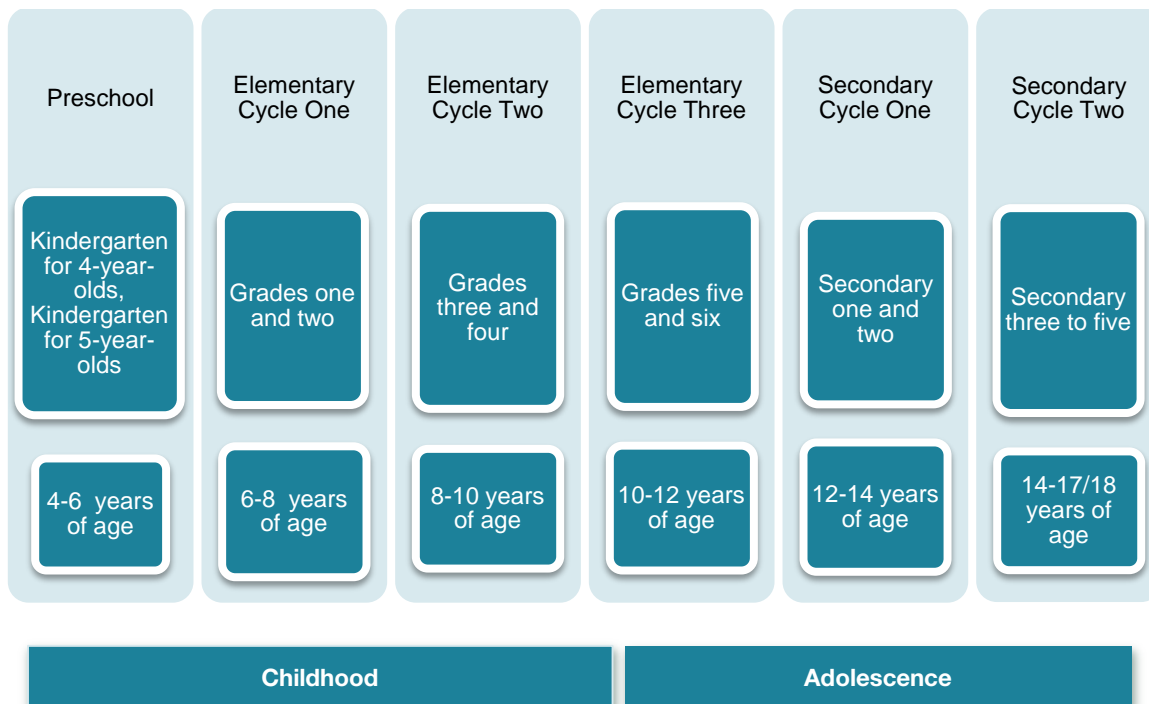 Preschool
Elementary
Cycle One
Elementary
Cycle Two
Elementary
Cycle Three
Secondary
Cycle One
Secondary
Cycle Two
Kindergarten
for 4-year-
olds,
Kindergarten
for 5-year-
olds
Grades one
and two
Grades
three and
four
Grades five
and six
Secondary
one and
two
Secondary
three to five
4-6 years
of age
6-8 years
of age
8-10 years
of age
10-12 years
of age
12-14 years
of age
14-17/18
years of
age
Childhood
Adolescence